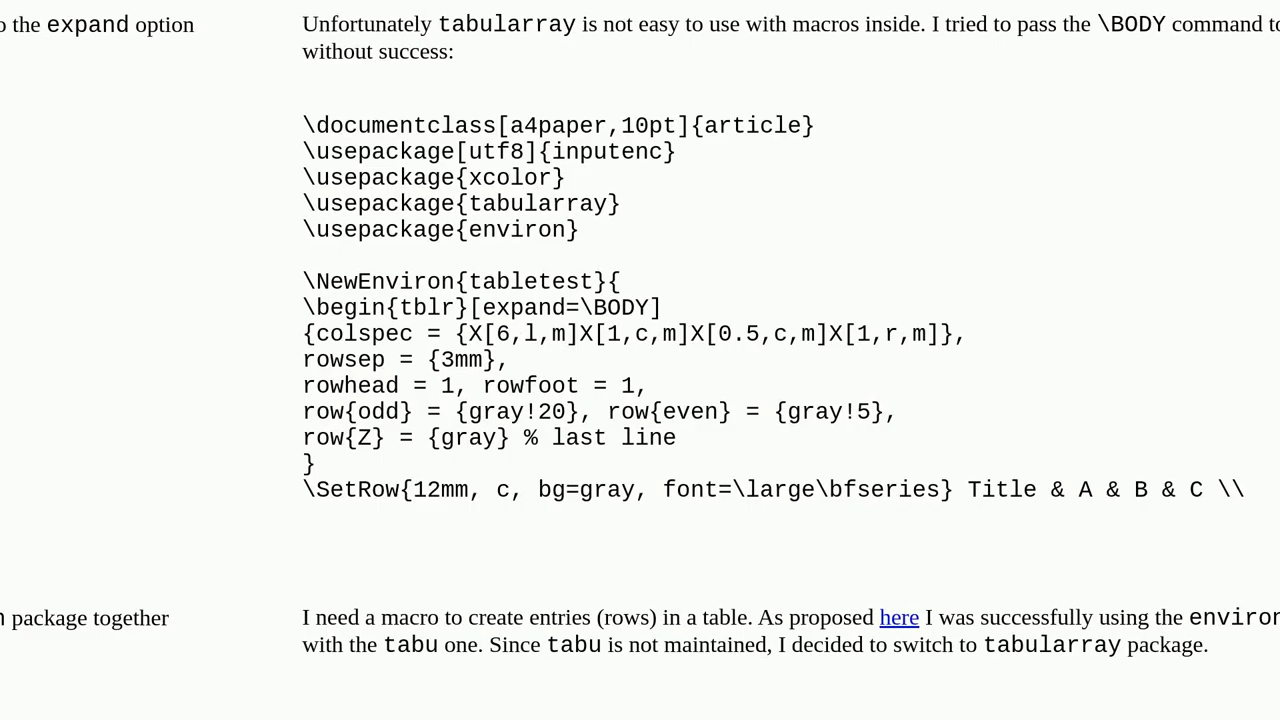 o the expand option
Unfortunately tabularray is not easy to use with macros inside. I tried to pass the \BODY command to
without success:
\documentclass[a4paper,10pt]{article}
\usepackage[utf8]{inputenc}
\usepackage{xcolor}
\usepackage{tabularray}
\usepackage{environ}
\NewEnviron{tabletest}{
\begin{tblr}[expand=\BODY]
{colspec = {X[6,l,m]X[1,c,m]X[0.5,c,m]X[1,r,m]},
rowsep = {3mm},
rowhead = 1, rowfoot = 1,
row{odd} = {gray!20}, row{even} = {gray!5},
row{Z} = {gray} % last line
}
\SetRow{12mm, c, bg=gray, font=\large\bfseries} Title & A & B & C \\
n package together
I need a macro to create entries (rows) in a table. As proposed here I was successfully using the environ
with the tabu one. Since tabu is not maintained, I decided to switch to tabularray package.